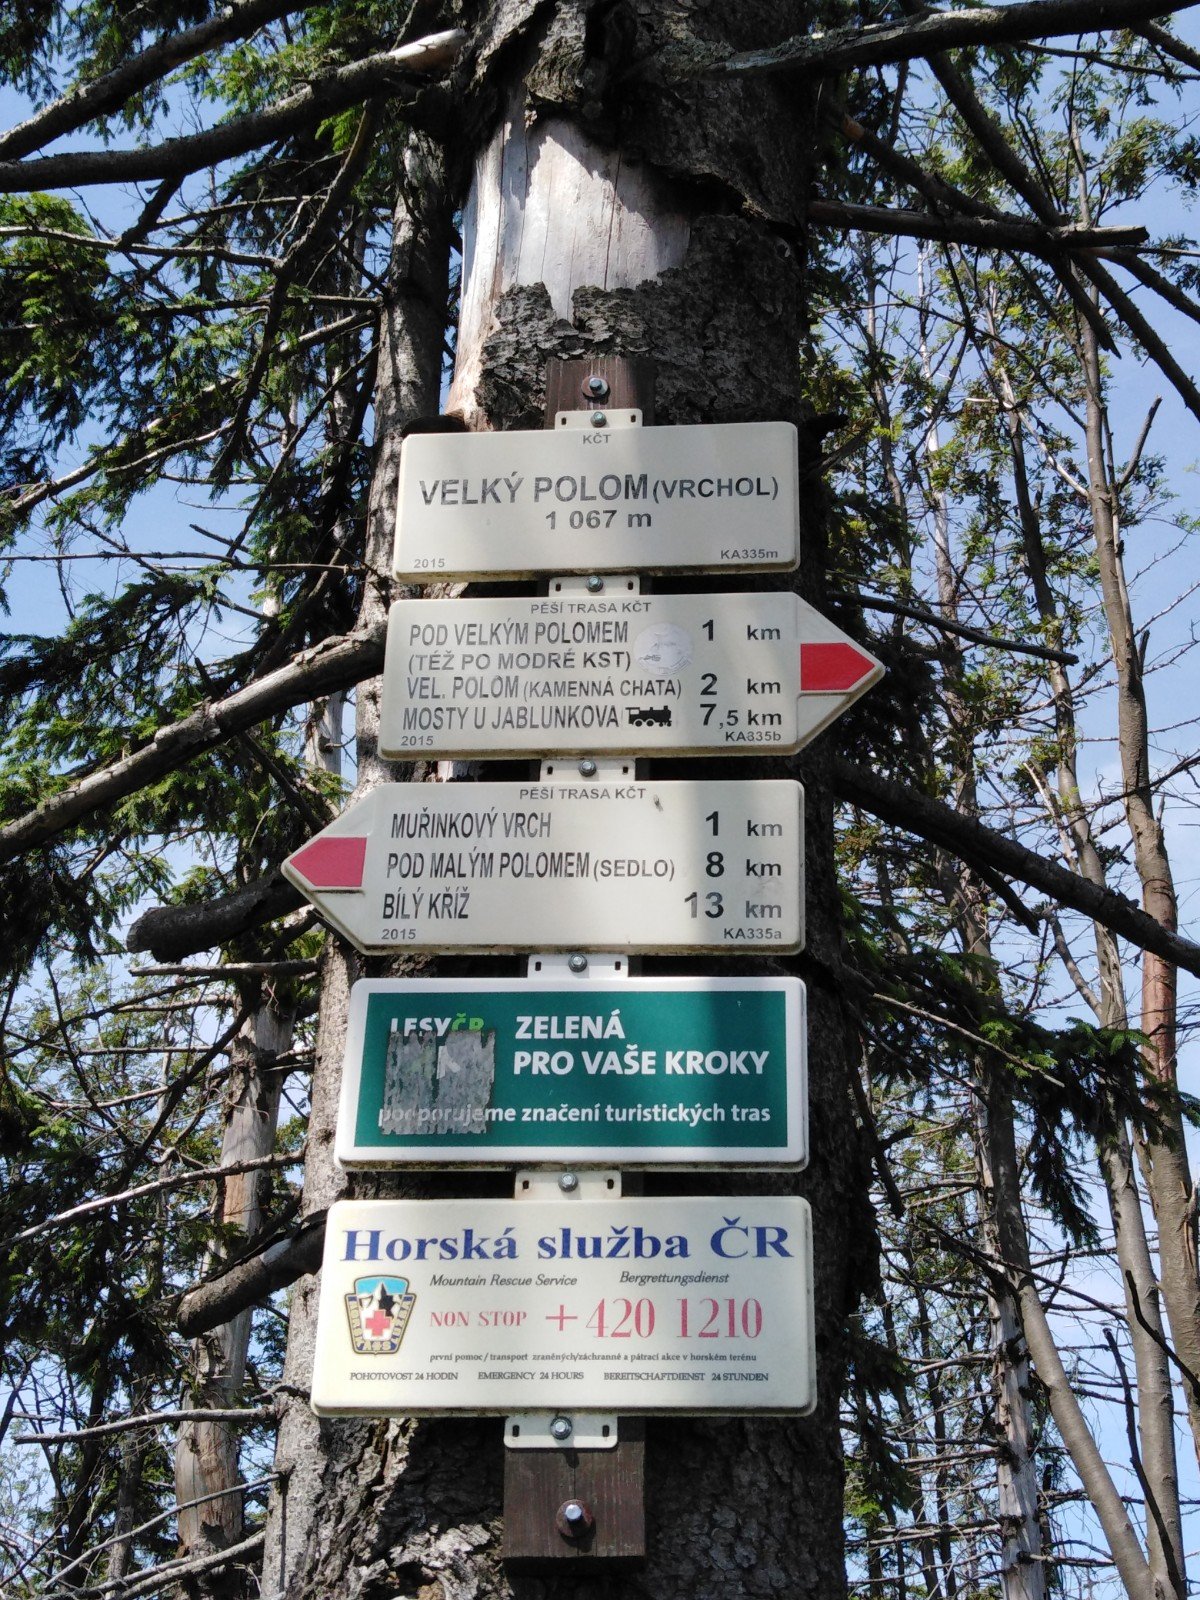 KČT
VELKÝ POLOM (VRCHOL)
1 067 m
2015 KA335m
PĚŠÍ TRASA KČT
POD VELKÝM POLOMEM 1 km
(TÉŽ PO MODRÉ KST)
VEL. POLOM (KAMENNÁ CHATA) 2 km
MOSTY U JABLUNKOVA 7,5 km
2015 KA335b
PĚŠÍ TRASA KČT
MUŘINKOVÝ VRCH 1 km
POD MALÝM POLOMEM (SEDLO) 8 km
BÍLÝ KŘÍŽ 13 km
2015 KA335a
LESY ČR ZELENÁ
PRO VAŠE KROKY
podporujeme značení turistických tras
Horská služba ČR
Mountain Rescue Service Bergrettungsdienst
NON STOP +420 1210
první pomoc / transport zraněných/záchranné a pátrací akce v horském terénu
POHOTOVOST 24 HODIN EMERGENCY 24 HOURS BEREITSCHAFTDIENST 24 STUNDEN